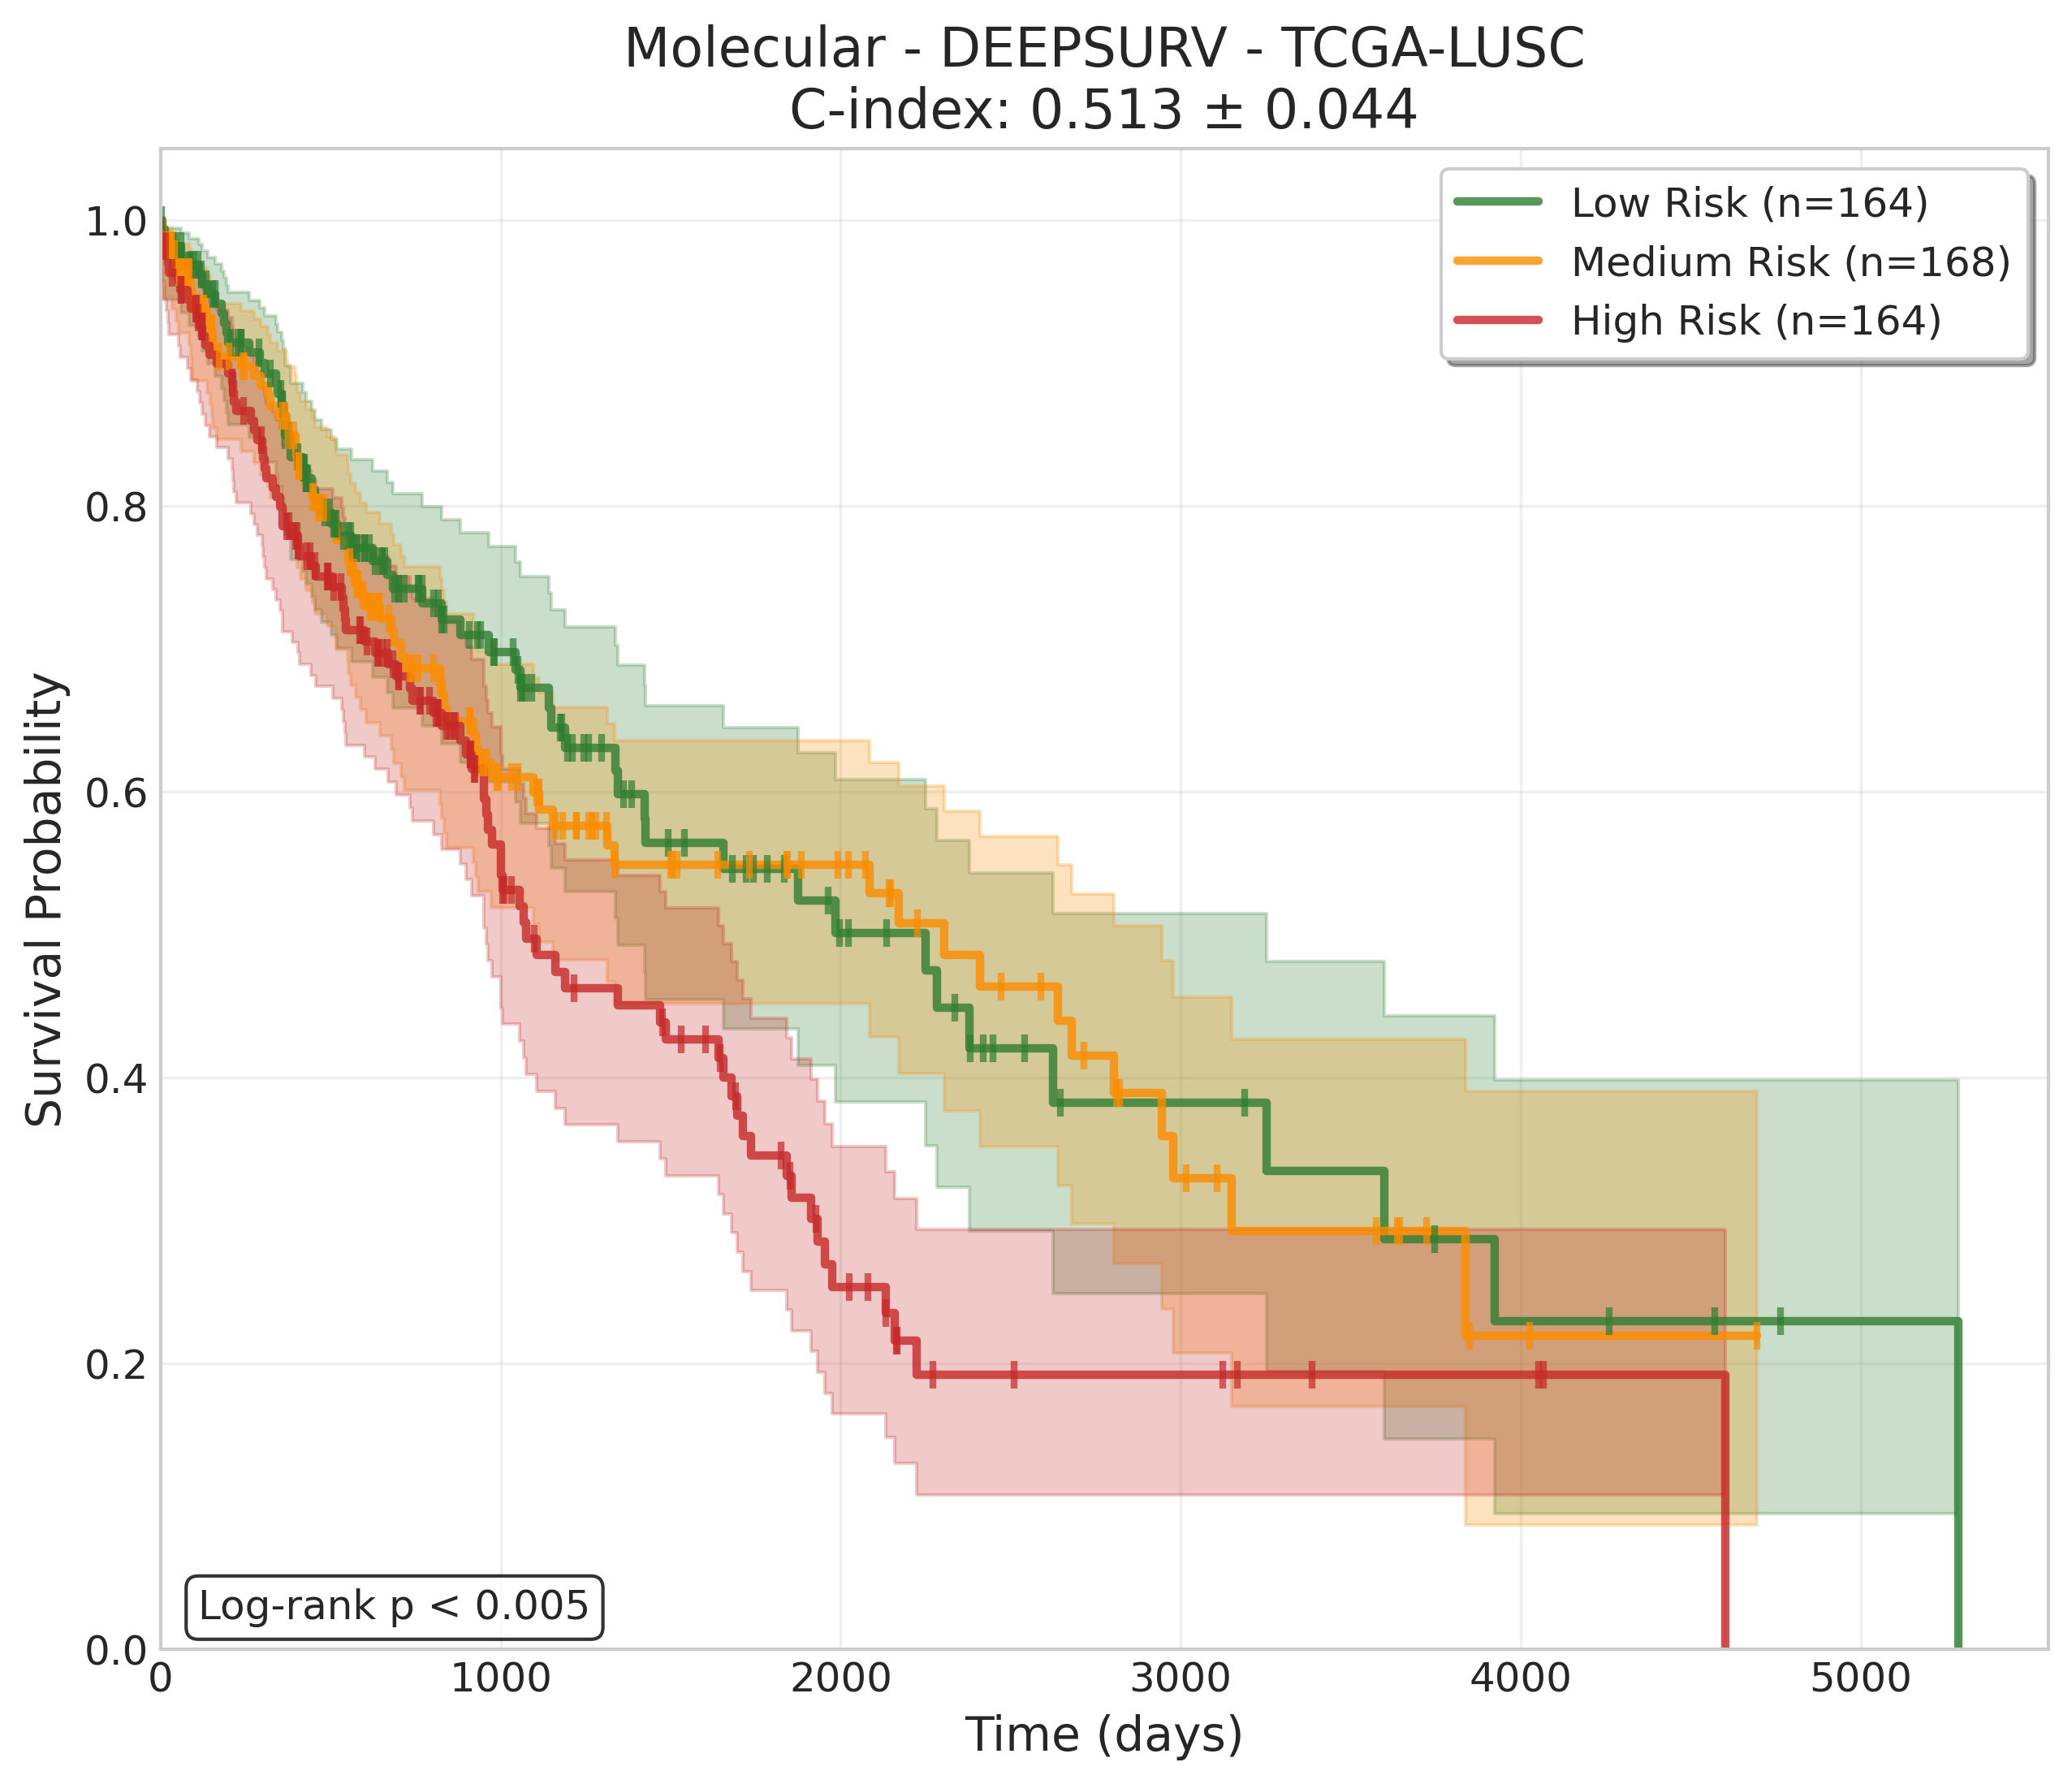 Molecular - DEEPSURV - TCGA-LUSC
C-index: 0.513 ± 0.044
Low Risk (n=164)
Medium Risk (n=168)
High Risk (n=164)
Survival Probability
1.0
0.8
0.6
0.4
0.2
0.0
Log-rank p < 0.005
0 1000 2000 3000 4000 5000
Time (days)